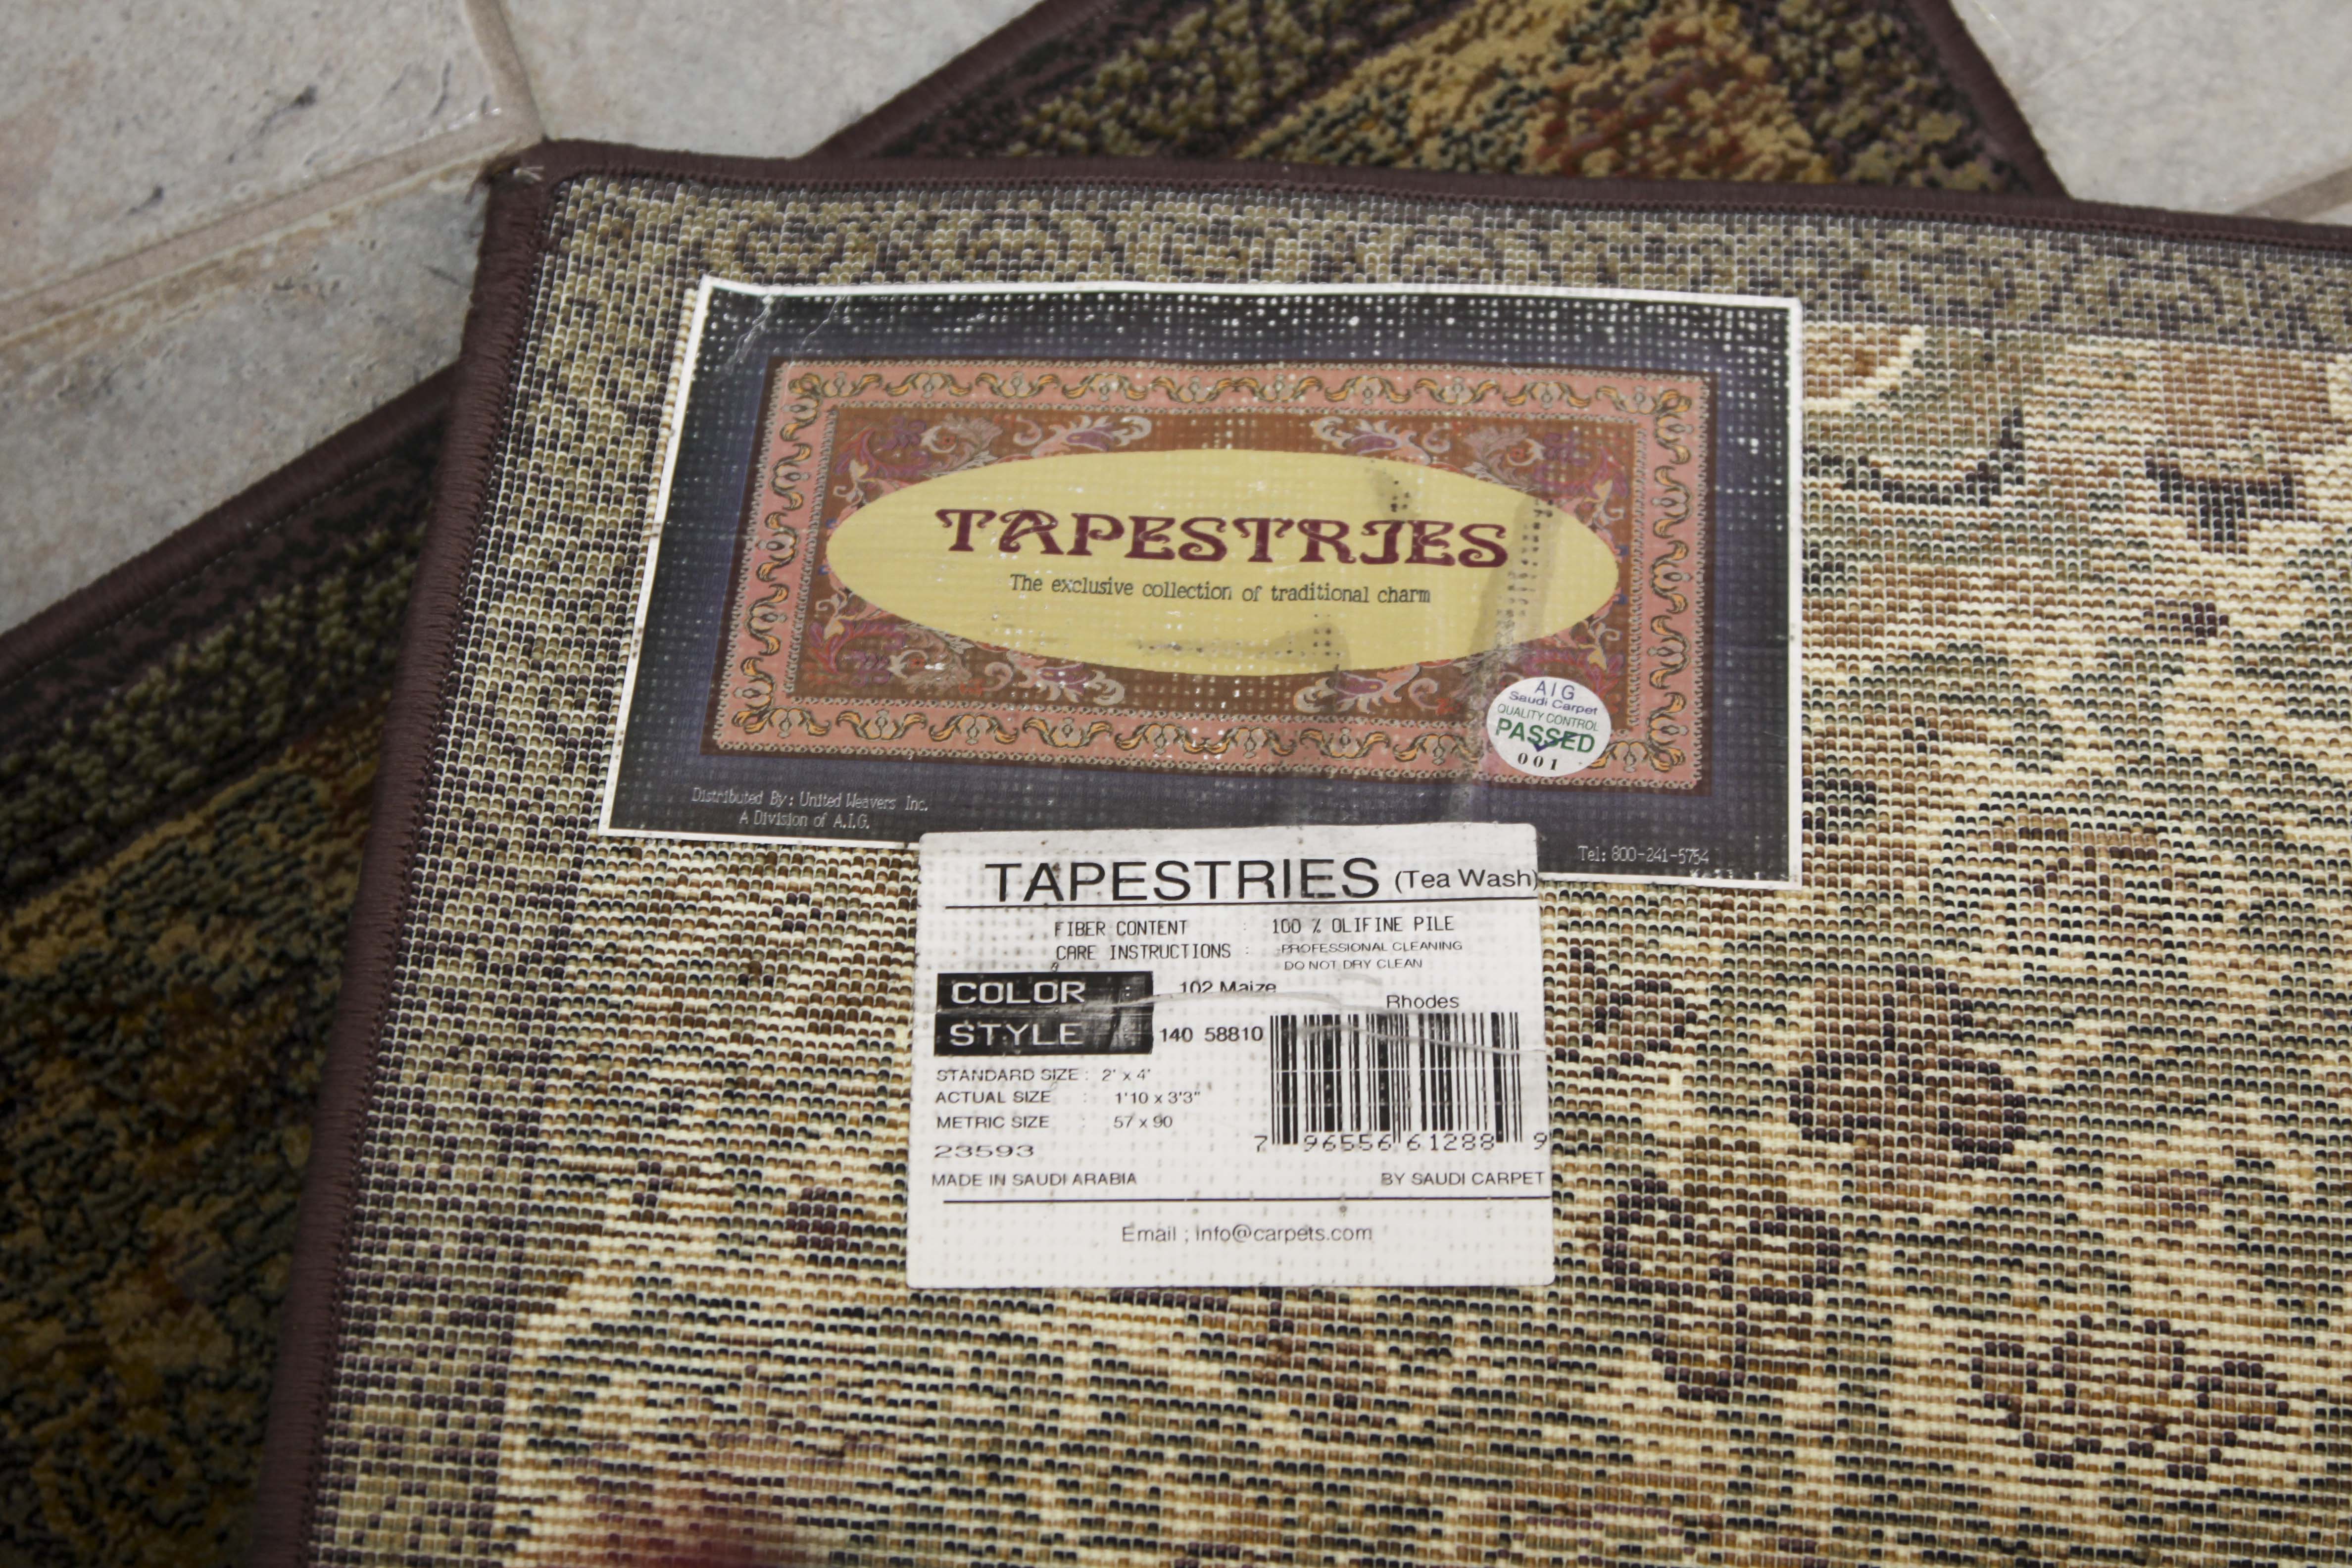 TAPESTRIES
The exclusive collection of traditional charm
AIG
Saudi Carpet
QUALITY CONTROL
PASSED
001
Distributed By: United Weavers Inc.
A Division of A.I.G.
Tel: 800-241-5754
TAPESTRIES (Tea Wash)
FIBER CONTENT : 100 % OLIFINE PILE
CARE INSTRUCTIONS : PROFESSIONAL CLEANING
DO NOT DRY CLEAN
COLOR 102 Maize Rhodes
STYLE 140 58810
STANDARD SIZE : 2' x 4'
ACTUAL SIZE : 1'10 x 3'3"
METRIC SIZE : 57 x 90
7 96556 61288 9
23593
MADE IN SAUDI ARABIA BY SAUDI CARPET
Email ; info@carpets.com